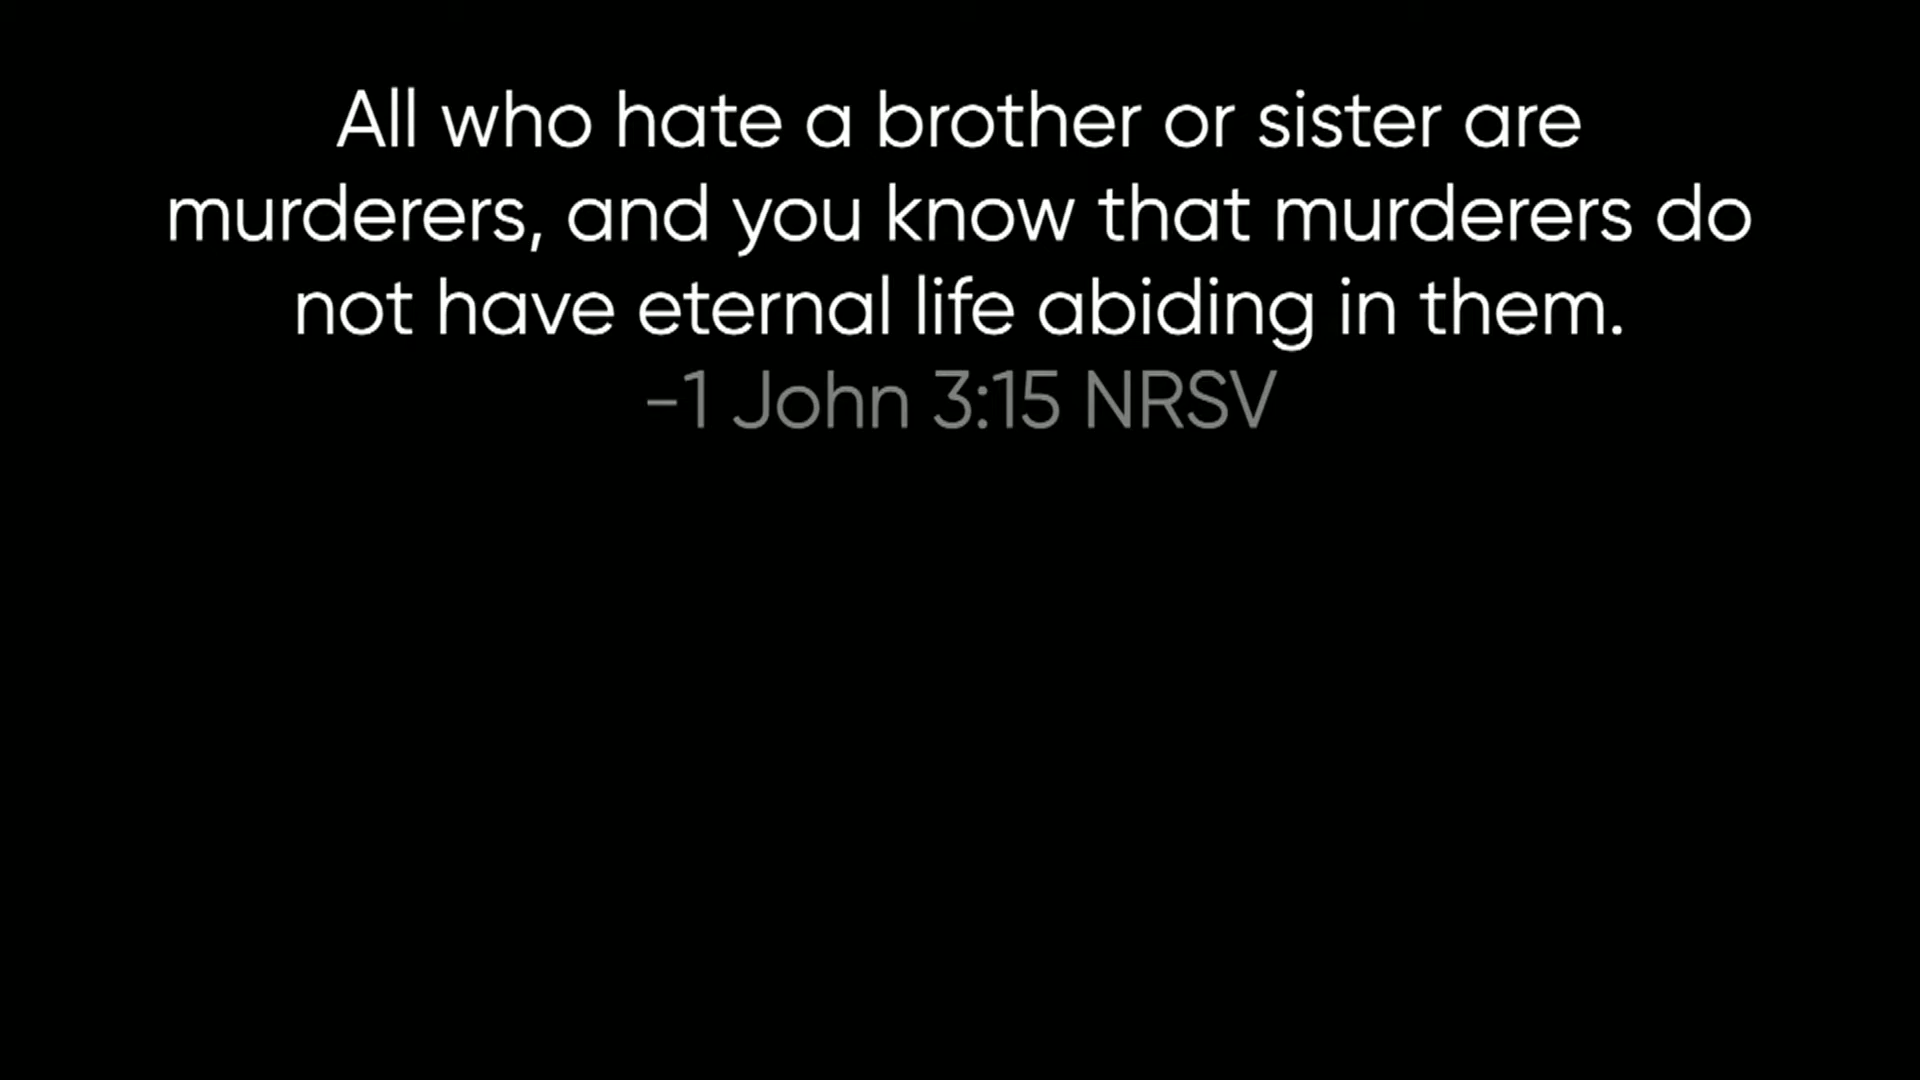 All who hate a brother or sister are
murderers, and you know that murderers do
not have eternal life abiding in them.
-1 John 3:15 NRSV